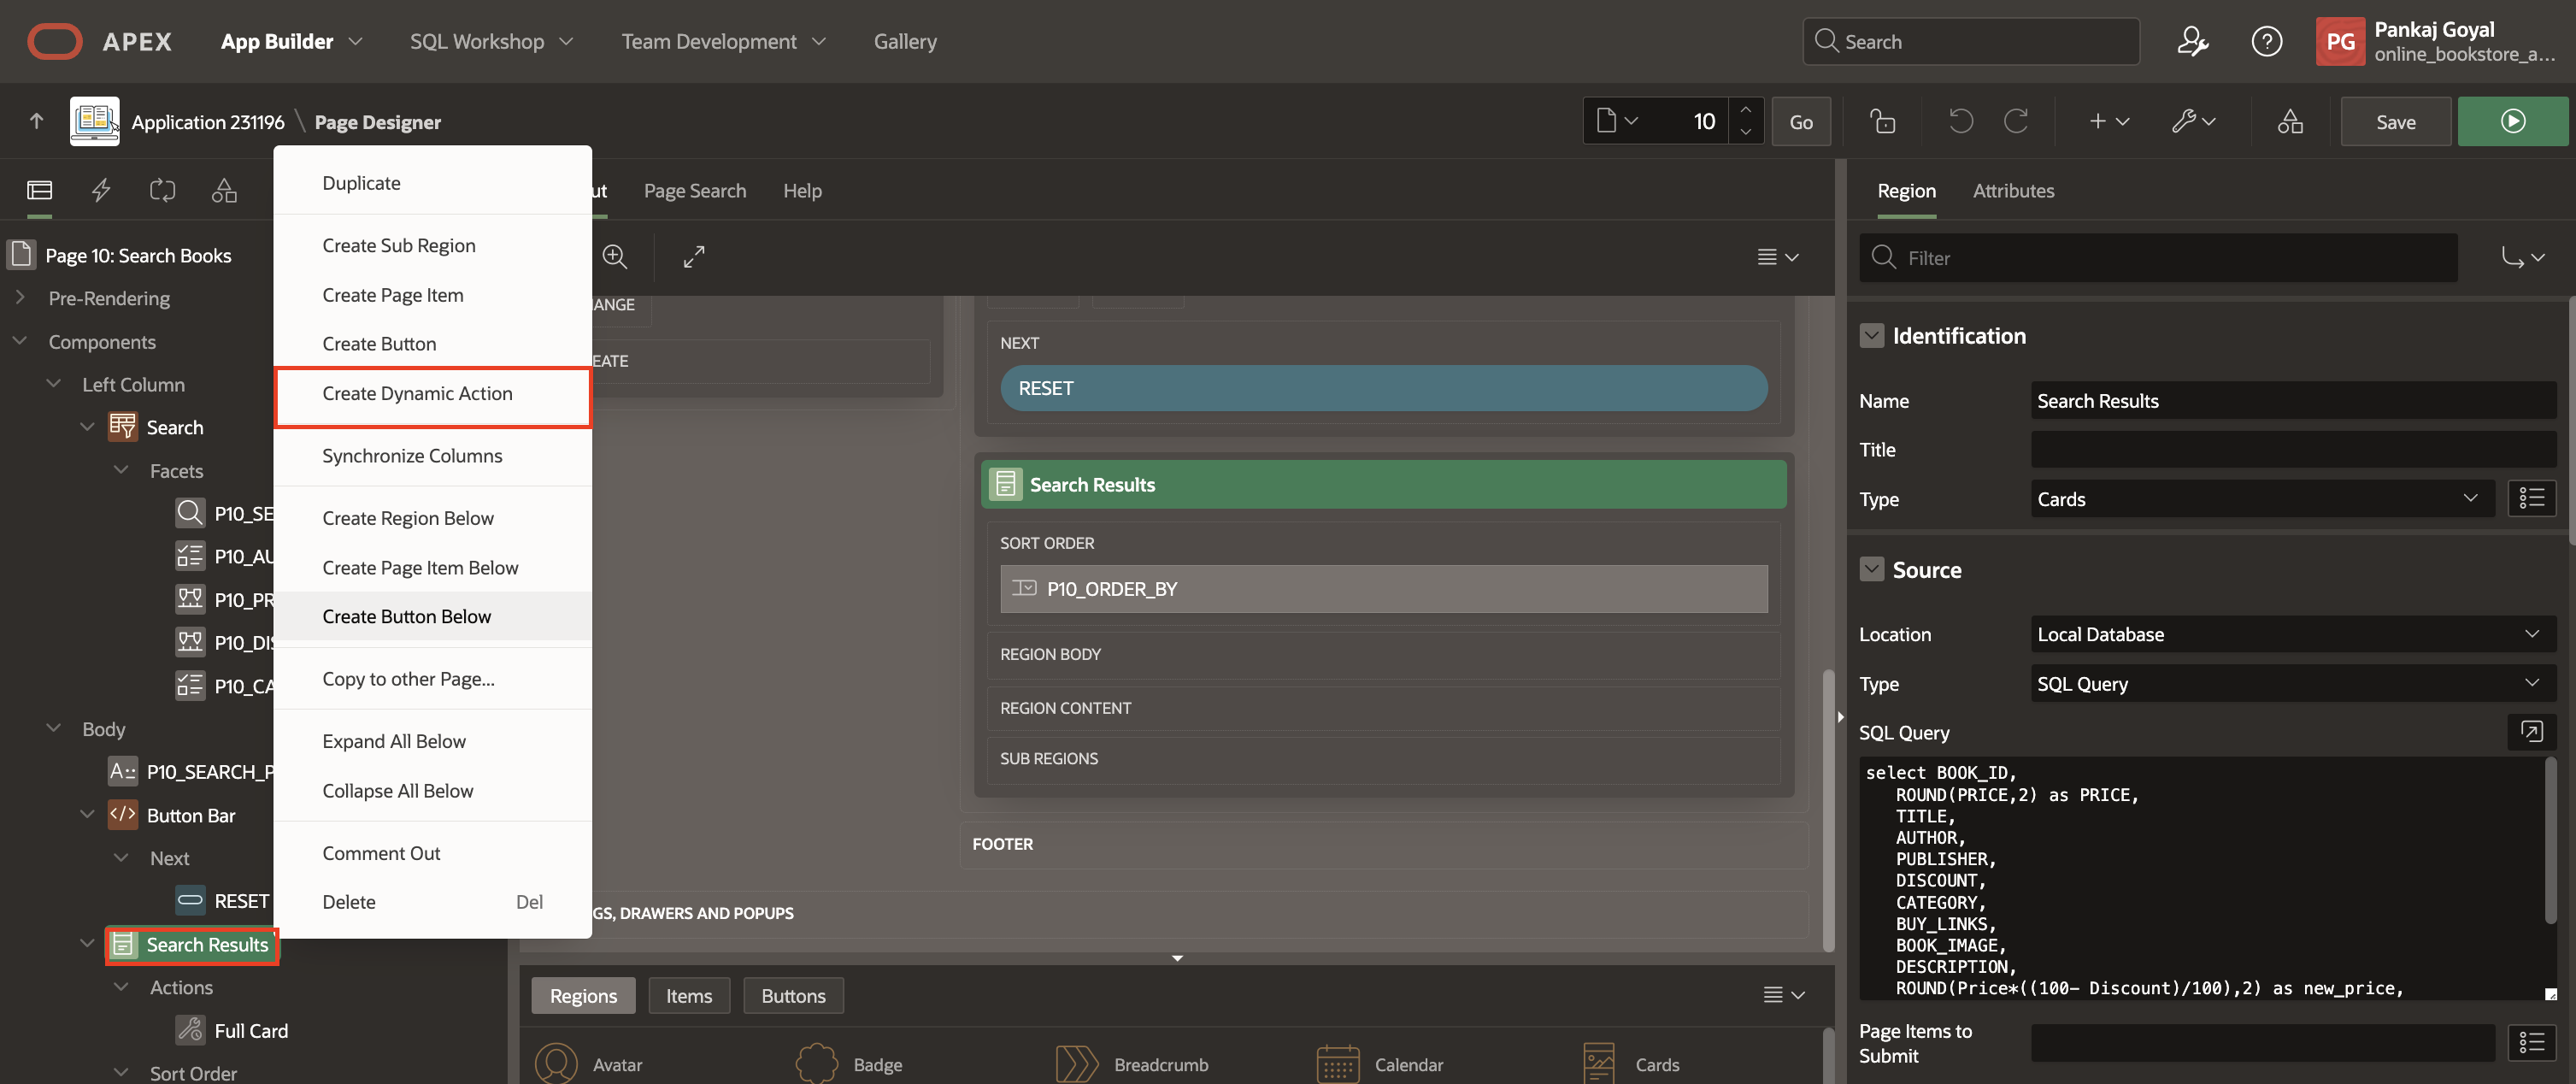 APEX App Builder SQL Workshop Team Development Gallery Search PG Pankaj Goyal
online_bookstore_a...
Application 231196 \ Page Designer 10 Go Save
ut Page Search Help
Page 10: Search Books
Pre-Rendering
Components
Left Column
Search
Facets
P10_SE
P10_AU
P10_PR
P10_DIS
P10_CA
Body
P10_SEARCH_P
Button Bar
Next
RESET
Search Results
Actions
Full Card
Sort Order
Duplicate
Create Sub Region
Create Page Item
Create Button
Create Dynamic Action
Synchronize Columns
Create Region Below
Create Page Item Below
Create Button Below
Copy to other Page...
Expand All Below
Collapse All Below
Comment Out
Delete Del
ANGE
EATE
NEXT
RESET
Search Results
SORT ORDER
P10_ORDER_BY
REGION BODY
REGION CONTENT
SUB REGIONS
FOOTER
GS, DRAWERS AND POPUPS
Regions Items Buttons
Avatar Badge Breadcrumb Calendar Cards
Region Attributes
Filter
Identification
Name Search Results
Title
Type Cards
Source
Location Local Database
Type SQL Query
SQL Query
select BOOK_ID,
ROUND(PRICE,2) as PRICE,
TITLE,
AUTHOR,
PUBLISHER,
DISCOUNT,
CATEGORY,
BUY_LINKS,
BOOK_IMAGE,
DESCRIPTION,
ROUND(Price*((100- Discount)/100),2) as new_price,
Page Items to
Submit